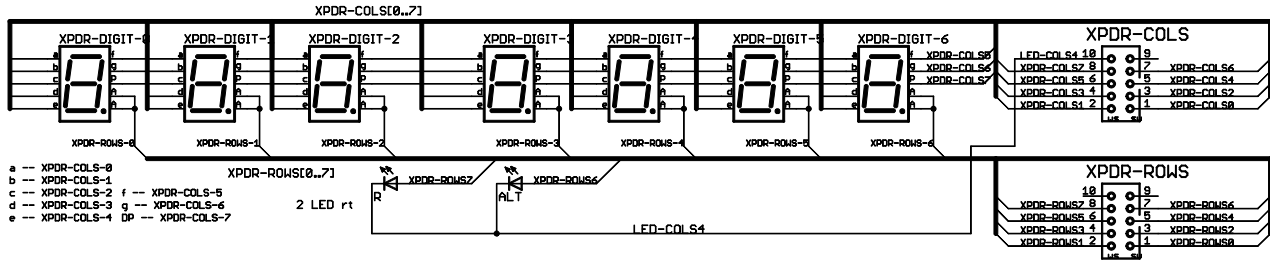 XPDR-COLS[0..7]
XPDR-DIGIT-0 XPDR-DIGIT-1 XPDR-DIGIT-2 XPDR-DIGIT-3 XPDR-DIGIT-4 XPDR-DIGIT-5 XPDR-DIGIT-6
a f a f a f a f a f a f a f
b g b g b g b g b g b g b g
c P c P c P c P c P c P c P
d A d A d A d A d A d A d A
e A e A e A e A e A e A e A
XPDR-COLS5
XPDR-COLS6
XPDR-COLS7
XPDR-COLS
LED-COLS4 10 9
XPDR-COLS7 8 7 XPDR-COLS6
XPDR-COLS5 6 5 XPDR-COLS4
XPDR-COLS3 4 3 XPDR-COLS2
XPDR-COLS1 2 1 XPDR-COLS0
XPDR-ROWS-0 XPDR-ROWS-1 XPDR-ROWS-2 XPDR-ROWS-3 XPDR-ROWS-4 XPDR-ROWS-5 XPDR-ROWS-6
XPDR-ROWS[0..7]
a -- XPDR-COLS-0
b -- XPDR-COLS-1
c -- XPDR-COLS-2 f -- XPDR-COLS-5
d -- XPDR-COLS-3 g -- XPDR-COLS-6
e -- XPDR-COLS-4 DP -- XPDR-COLS-7
2 LED rt
R XPDR-ROWS7
ALT XPDR-ROWS6
LED-COLS4
XPDR-ROWS
10 9
XPDR-ROWS7 8 7 XPDR-ROWS6
XPDR-ROWS5 6 5 XPDR-ROWS4
XPDR-ROWS3 4 3 XPDR-ROWS2
XPDR-ROWS1 2 1 XPDR-ROWS0